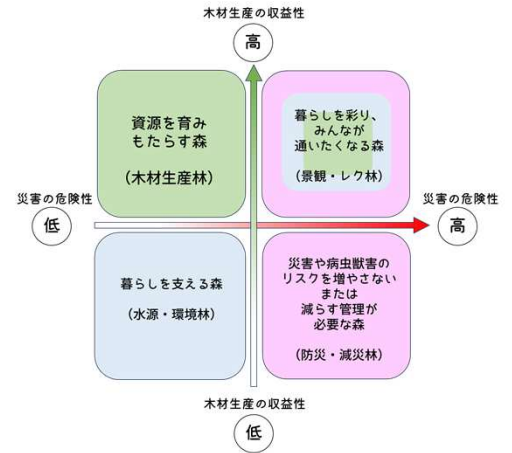 木材生産の収益性
高
資源を育み
もたらす森
（木材生産林）
暮らしを彩り、
みんなが
通いたくなる森
（景観・レク林）
災害の危険性
低
災害の危険性
高
暮らしを支える森
（水源・環境林）
災害や病虫獣害の
リスクを増やさない
または
減らす管理が
必要な森
（防災・減災林）
木材生産の収益性
低